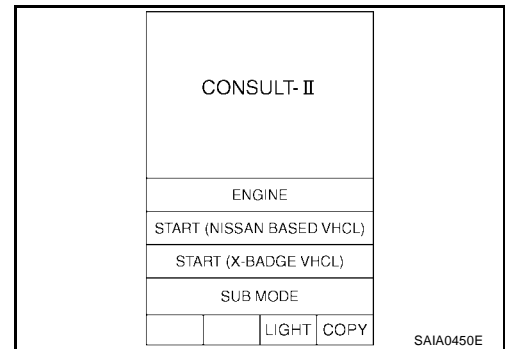 CONSULT-II
ENGINE
START (NISSAN BASED VHCL)
START (X-BADGE VHCL)
SUB MODE
LIGHT COPY
SAIA0450E